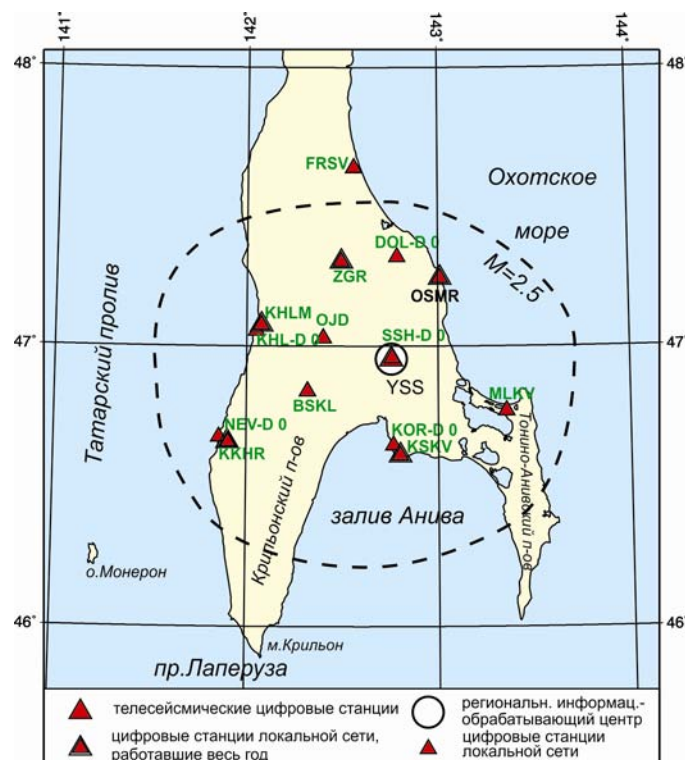 141° 142° 143° 144°
48° 48°
FRSV
Охотское
море
DOL-D 0
ZGR
M=2.5
OSMR
KHLM
OJD
SSH-D 0
KHL-D 0
47° 47°
YSS
Татарский пролив
BSKL
MLKV
NEV-D 0
KOR-D 0
KKHR
KSKV
Крильонский п-ов
Тонино-Анивский п-ов
залив Анива
о.Монерон
46° 46°
м.Крильон
пр.Лаперуза
телесейсмические цифровые станции
цифровые станции локальной сети,
работавшие весь год
региональн. информац.-
обрабатывающий центр
цифровые станции
локальной сети